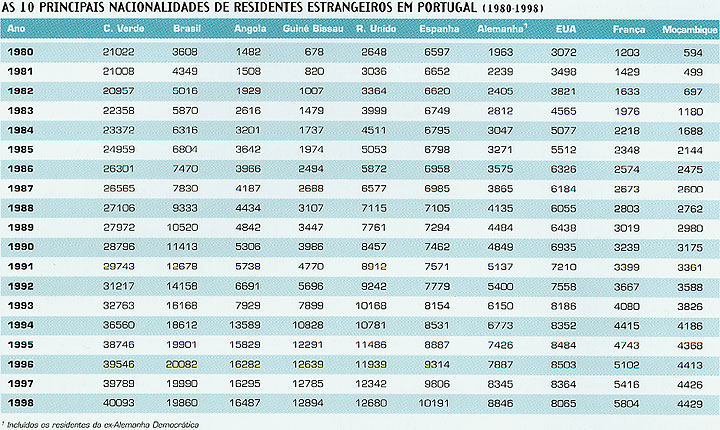 AS 10 PRINCIPAIS NACIONALIDADES DE RESIDENTES ESTRANGEIROS EM PORTUGAL (1980-1998)
Ano C. Verde Brasil Angola Guiné Bissau R. Unido Espanha Alemanha¹ EUA França Moçambique
1980 21022 3608 1482 678 2648 6597 1963 3072 1203 594
1981 21008 4349 1508 820 3036 6652 2239 3498 1429 499
1982 20957 5016 1929 1007 3364 6620 2405 3821 1633 697
1983 22358 5870 2616 1479 3999 6749 2812 4565 1976 1180
1984 23372 6316 3201 1737 4511 6795 3047 5077 2218 1688
1985 24959 6804 3642 1974 5053 6798 3271 5512 2348 2144
1986 26301 7470 3966 2494 5872 6958 3575 6326 2574 2475
1987 26565 7830 4187 2688 6577 6985 3865 6184 2673 2600
1988 27106 9333 4434 3107 7115 7105 4135 6055 2803 2762
1989 27972 10520 4842 3447 7761 7294 4484 6438 3019 2980
1990 28796 11413 5306 3986 8457 7462 4849 6935 3239 3175
1991 29743 12678 5738 4770 8912 7571 5137 7210 3399 3361
1992 31217 14158 6691 5696 9242 7779 5400 7558 3667 3588
1993 32763 16168 7929 7899 10168 8154 6150 8186 4080 3826
1994 36560 18612 13589 10828 10781 8531 6773 8352 4415 4186
1995 38746 19901 15829 12291 11486 8887 7426 8484 4743 4368
1996 39546 20082 16282 12639 11939 9314 7887 8503 5102 4413
1997 39789 19990 16295 12785 12342 9806 8345 8364 5416 4426
1998 40093 19860 16487 12894 12680 10191 8846 8065 5804 4429
¹ Incluídos os residentes da ex-Alemanha Democrática